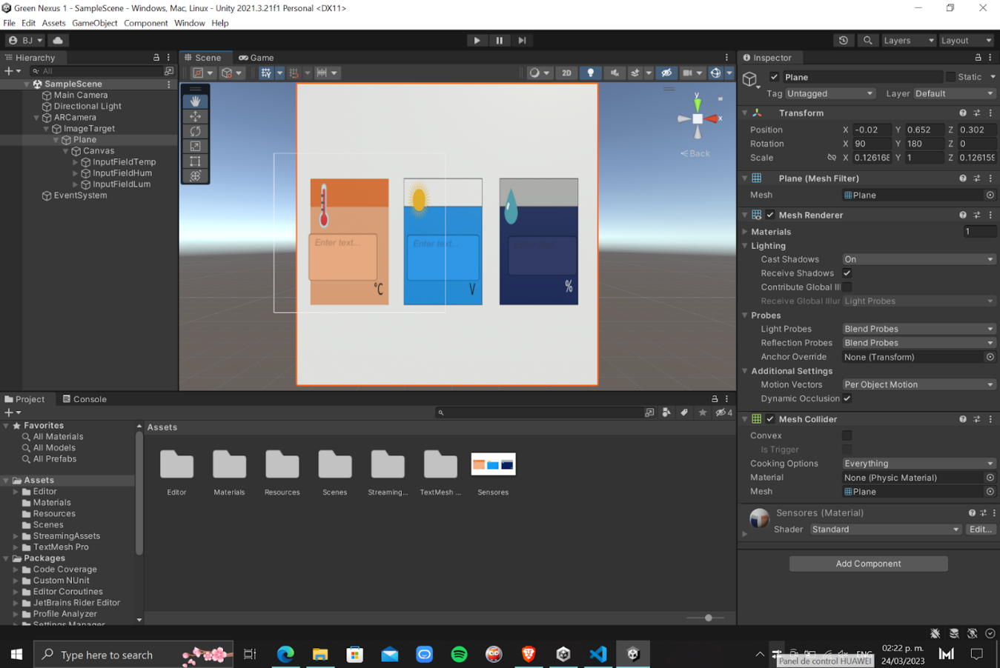 Green Nexus 1 - SampleScene - Windows, Mac, Linux - Unity 2021.3.21f1 Personal <DX11>
File Edit Assets GameObject Component Window Help
BJ Layers Layout
Hierarchy
All
SampleScene
Main Camera
Directional Light
ARCamera
ImageTarget
Plane
Canvas
InputFieldTemp
InputFieldHum
InputFieldLum
EventSystem
Scene Game
2D
y
x
Back
Enter text...
°C
Enter text...
V
Enter text...
%
Inspector
Plane Static
Tag Untagged Layer Default
Transform
Position X -0.02 Y 0.652 Z 0.302
Rotation X 90 Y 180 Z 0
Scale X 0.126168 Y 1 Z 0.126159
Plane (Mesh Filter)
Mesh Plane
Mesh Renderer
Materials 1
Lighting
Cast Shadows On
Receive Shadows
Contribute Global Ill
Receive Global Illur Light Probes
Probes
Light Probes Blend Probes
Reflection Probes Blend Probes
Anchor Override None (Transform)
Additional Settings
Motion Vectors Per Object Motion
Dynamic Occlusion
Mesh Collider
Convex
Is Trigger
Cooking Options Everything
Material None (Physic Material)
Mesh Plane
Sensores (Material)
Shader Standard Edit...
Add Component
Project Console
4
Favorites
All Materials
All Models
All Prefabs
Assets
Editor
Materials
Resources
Scenes
StreamingAssets
TextMesh Pro
Packages
Code Coverage
Custom NUnit
Editor Coroutines
JetBrains Rider Editor
Profile Analyzer
Settings Manager
Assets
Editor Materials Resources Scenes Streaming... TextMesh ... Sensores
Type here to search
ENG
02:22 p. m.
24/03/2023
Panel de control HUAWEI